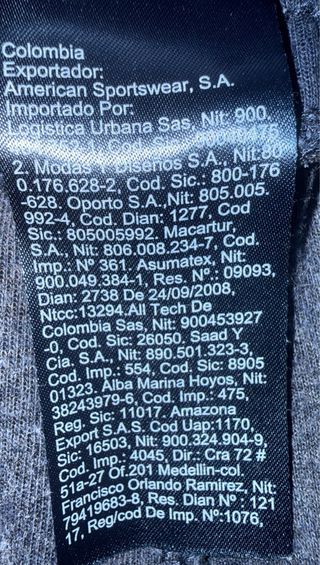 Colombia
Exportador:
American Sportswear, S.A.
Importado Por:
Logistica Urbana Sas, Nit: 900.
Cod. Sic.:
2. Modas Y Diseños S.A., Nit:80
0.176.628-2, Cod. Sic.: 800-176
-628. Oporto S.A.,Nit: 805.005.
992-4, Cod. Dian: 1277, Cod
Sic.: 805005992. Macartur,
S.A., Nit: 806.008.234-7, Cod.
Imp.: Nº 361. Asumatex, Nit:
900.049.384-1, Res. Nº.: 09093,
Dian: 2738 De 24/09/2008,
Ntcc:13294.All Tech De
Colombia Sas, Nit: 900453927
-0, Cod. Sic: 26050. Saad Y
Cia. S.A., Nit: 890.501.323-3,
Cod. Imp.: 554, Cod. Sic: 8905
01323. Alba Marina Hoyos, Nit:
38243979-6, Cod. Imp.: 475,
Reg. Sic: 11017. Amazona
Export S.A.S. Cod Uap:1170,
Sic: 16503, Nit: 900.324.904-9,
Cod. Imp.: 4045, Dir.: Cra 72 #
51a-27 Of.201 Medellin-col.
Francisco Orlando Ramirez, Nit:
79419683-8, Res. Dian Nº : 121
17, Reg/cod De Imp. Nº:1076,